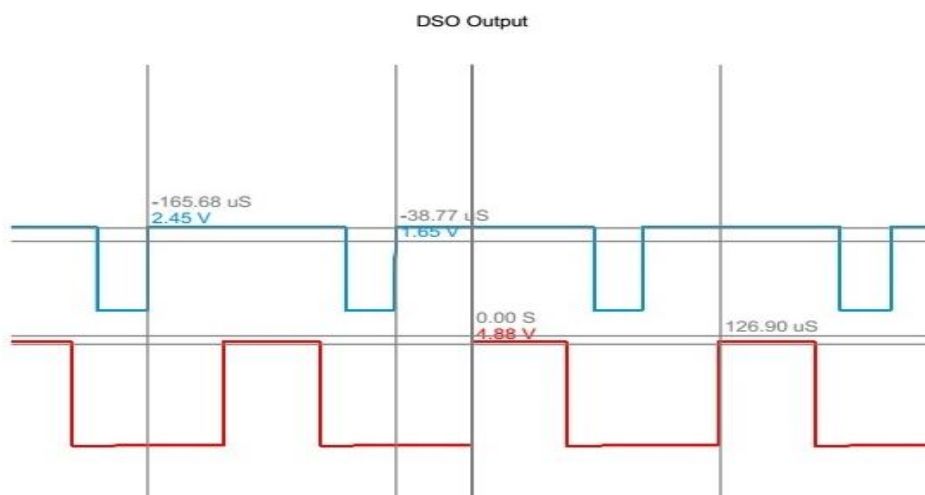 DSO Output
-165.68 uS
2.45 V
-38.77 uS
1.65 V
0.00 S
4.88 V
126.90 uS